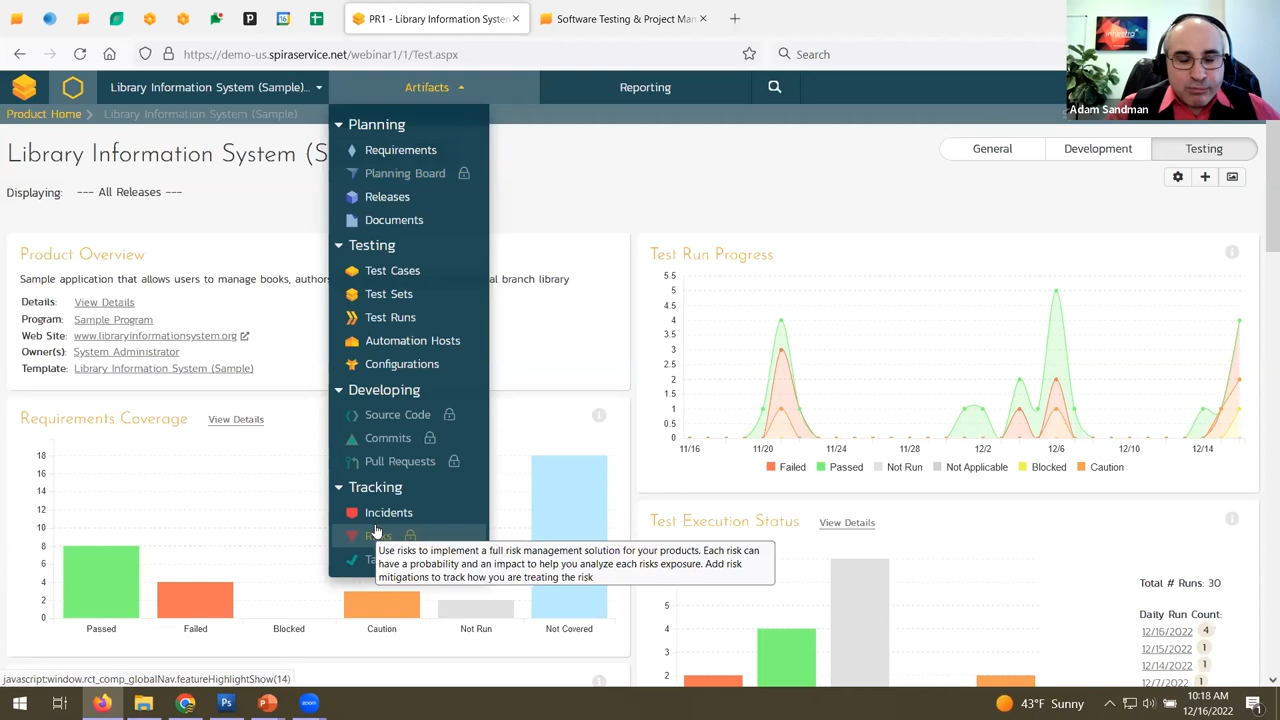 PR1 - Library Information System
Software Testing & Project Man
https://demo-us.spiraservice.net/webinar1/1/Test.aspx
Search
Adam Sandman
Library Information System (Sample)...
Artifacts
Reporting
Product Home
Library Information System (Sample)
Library Information System (S
General
Development
Testing
Displaying:
--- All Releases ---
Planning
Requirements
Planning Board
Releases
Documents
Testing
Test Cases
Test Sets
Test Runs
Automation Hosts
Configurations
Developing
Source Code
Commits
Pull Requests
Tracking
Incidents
Risks
Ta
Use risks to implement a full risk management solution for your products. Each risk can
have a probability and an impact to help you analyze each risks exposure. Add risk
mitigations to track how you are treating the risk
Product Overview
Sample application that allows users to manage books, autho
al branch library
Details: View Details
Program: Sample Program
Web Site: www.libraryinformationsystem.org
Owner(s): System Administrator
Template: Library Information System (Sample)
Requirements Coverage
View Details
18
16
14
12
10
8
6
4
2
0
Passed
Failed
Blocked
Caution
Not Run
Not Covered
Test Run Progress
5.5
5
4.5
4
3.5
3
2.5
2
1.5
1
0.5
0
11/16
11/20
11/24
11/28
12/2
12/6
12/10
12/14
Failed
Passed
Not Run
Not Applicable
Blocked
Caution
Test Execution Status
View Details
5
4
3
2
Total # Runs: 30
Daily Run Count:
12/16/2022 4
12/15/2022 1
12/14/2022 1
12/7/2022 1
javascript:window.rct_comp_globalNav.featureHighlightShow(14)
43°F Sunny
10:18 AM
12/16/2022
1